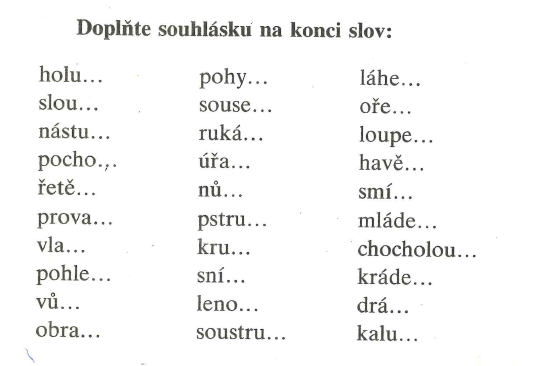 Doplňte souhlásku na konci slov:
holu... pohy... láhe...
slou... souse... oře...
nástu... ruká... loupe...
pocho... úřa... havě...
řetě... nů... smí...
prova... pstru... mláde...
vla... kru... chocholou...
pohle... sní... kráde...
vů... leno... drá...
obra... soustru... kalu...